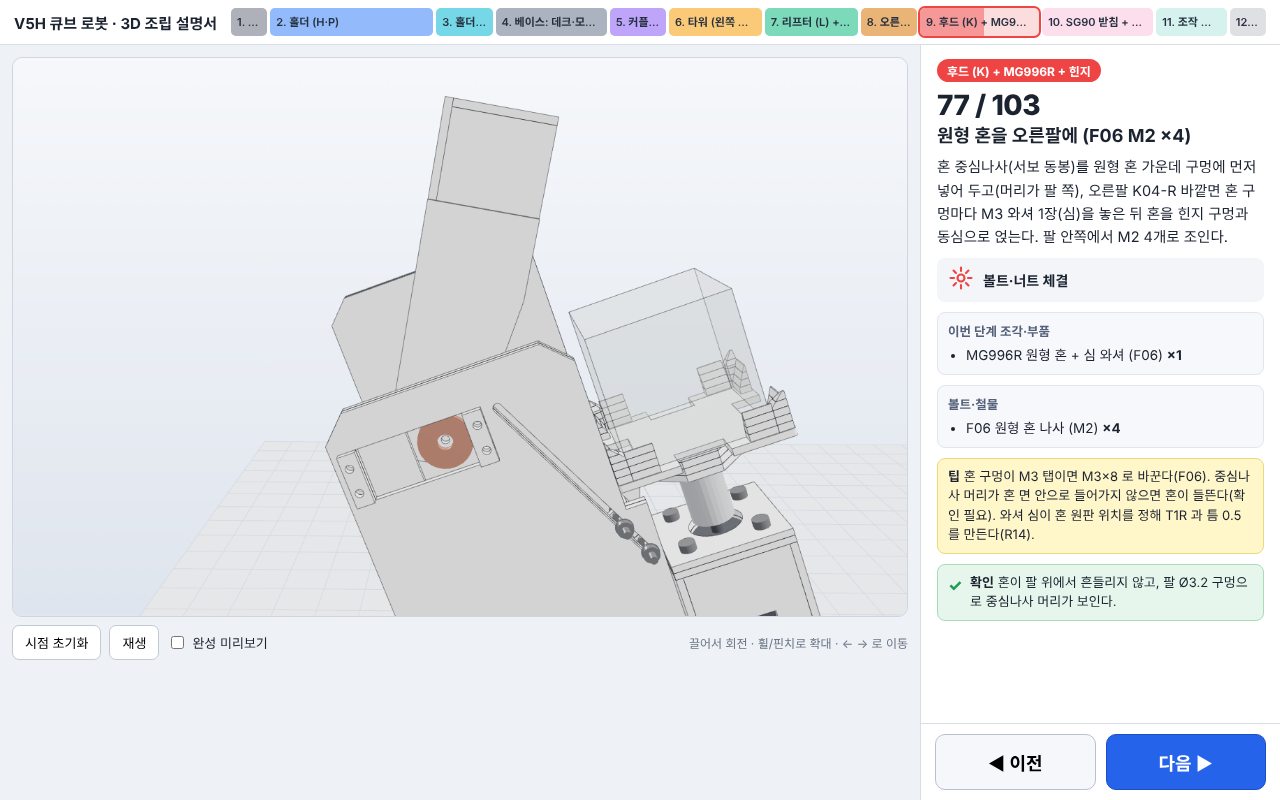 V5H 큐브 로봇 · 3D 조립 설명서
1. ...
2. 홀더 (H·P)
3. 홀더...
4. 베이스: 데크·모...
5. 커플...
6. 타워 (왼쪽 ...
7. 리프터 (L) +...
8. 오른...
9. 후드 (K) + MG9...
10. SG90 받침 + ...
11. 조작 ...
12...
후드 (K) + MG996R + 힌지
77 / 103
원형 혼을 오른팔에 (F06 M2 ×4)
혼 중심나사(서보 동봉)를 원형 혼 가운데 구멍에 먼저
넣어 두고(머리가 팔 쪽), 오른팔 K04-R 바깥면 혼 구
멍마다 M3 와셔 1장(심)을 놓은 뒤 혼을 힌지 구멍과
동심으로 얹는다. 팔 안쪽에서 M2 4개로 조인다.
볼트·너트 체결
이번 단계 조각·부품
• MG996R 원형 혼 + 심 와셔 (F06) ×1
볼트·철물
• F06 원형 혼 나사 (M2) ×4
팁 혼 구멍이 M3 탭이면 M3×8 로 바꾼다(F06). 중심나
사 머리가 혼 면 안으로 들어가지 않으면 혼이 들뜬다(확
인 필요). 와셔 심이 혼 원판 위치를 정해 T1R 과 틈 0.5
를 만든다(R14).
✔ 확인 혼이 팔 위에서 흔들리지 않고, 팔 Ø3.2 구멍으
로 중심나사 머리가 보인다.
시점 초기화
재생
완성 미리보기
끌어서 회전 · 휠/핀치로 확대 · ← → 로 이동
◀ 이전
다음 ▶